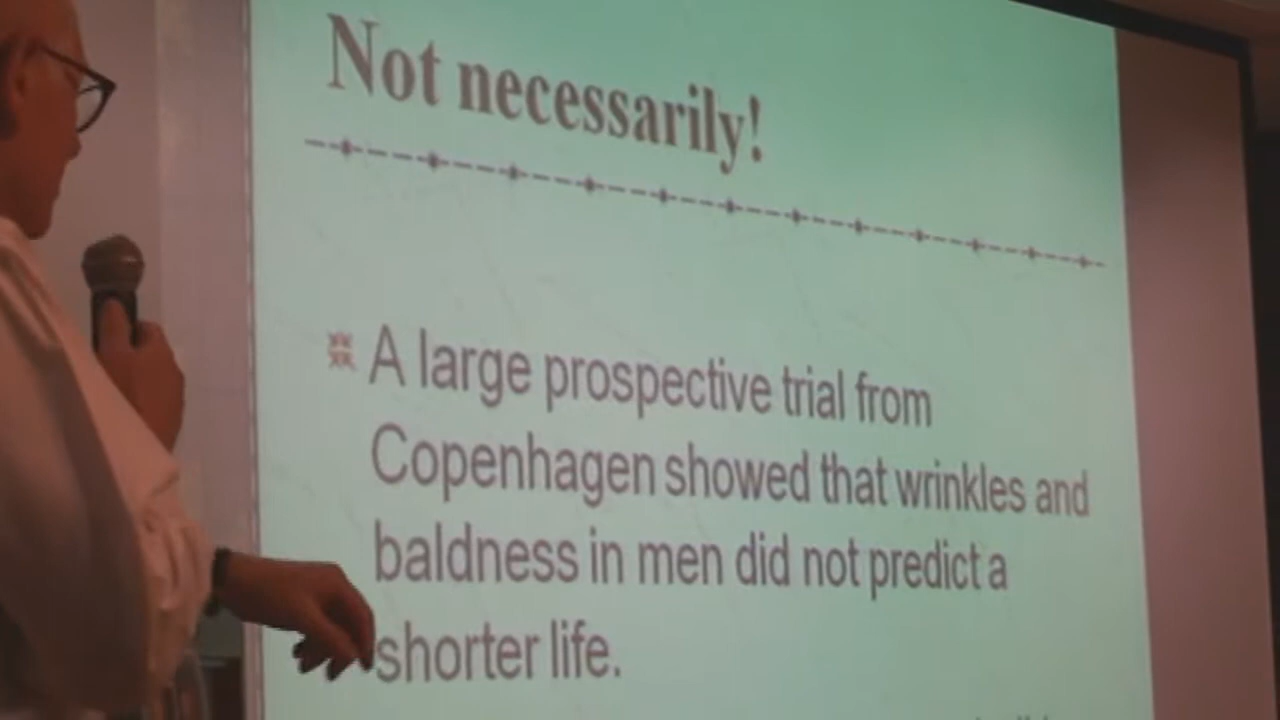 Not necessarily!
A large prospective trial from
Copenhagen showed that wrinkles and
baldness in men did not predict a
shorter life.